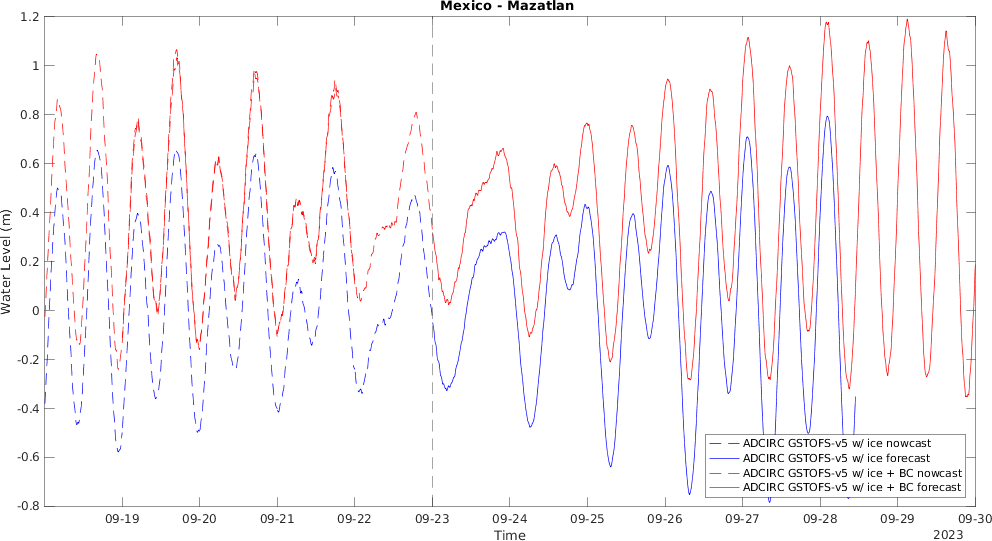 Mexico - Mazatlan
Water Level (m)
1.2
1
0.8
0.6
0.4
0.2
0
-0.2
-0.4
-0.6
-0.8
ADCIRC GSTOFS-v5 w/ ice nowcast
ADCIRC GSTOFS-v5 w/ ice forecast
ADCIRC GSTOFS-v5 w/ ice + BC nowcast
ADCIRC GSTOFS-v5 w/ ice + BC forecast
09-19 09-20 09-21 09-22 09-23 09-24 09-25 09-26 09-27 09-28 09-29 09-30
Time
2023